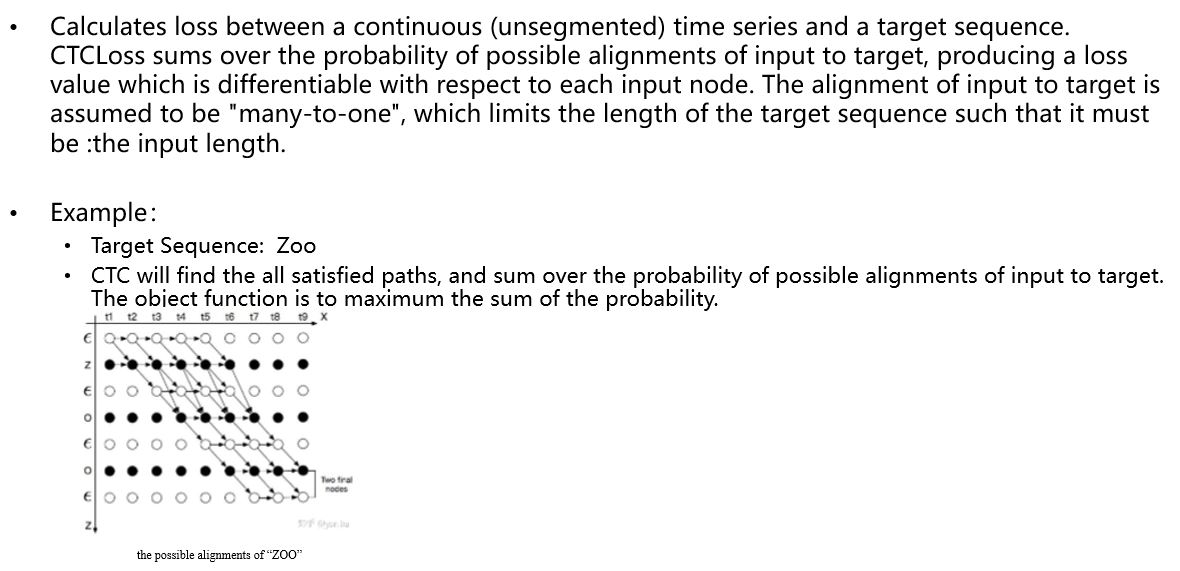 • Calculates loss between a continuous (unsegmented) time series and a target sequence.
CTCLoss sums over the probability of possible alignments of input to target, producing a loss
value which is differentiable with respect to each input node. The alignment of input to target is
assumed to be "many-to-one", which limits the length of the target sequence such that it must
be :the input length.
• Example:
• Target Sequence: Zoo
• CTC will find the all satisfied paths, and sum over the probability of possible alignments of input to target.
The object function is to maximum the sum of the probability.
t1 t2 t3 t4 t5 t6 t7 t8 t9 X
ϵ
Z
ϵ
O
ϵ
O
ϵ
Two final
nodes
Z
the possible alignments of “ZOO”